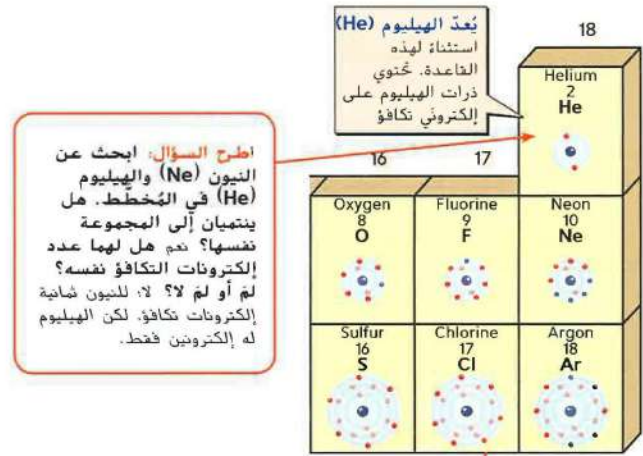 يُعدّ الهيليوم (He)
استثناءً لهذه
القاعدة. تحتوي
ذرات الهيليوم على
إلكترونَي تكافؤ
18
Helium
2
He
اطرح السؤال: ابحث عن
النيون (Ne) والهيليوم
(He) في المُخطَّط. هل
ينتميان إلى المجموعة
نفسها؟ نعم هل لهما عدد
إلكترونات التكافؤ نفسه؟
لمَ أو لمَ لا؟ لا؛ للنيون ثمانية
إلكترونات تكافؤ، لكن الهيليوم
له إلكترونين فقط.
16
17
Oxygen
8
O
Fluorine
9
F
Neon
10
Ne
Sulfur
16
S
Chlorine
17
Cl
Argon
18
Ar